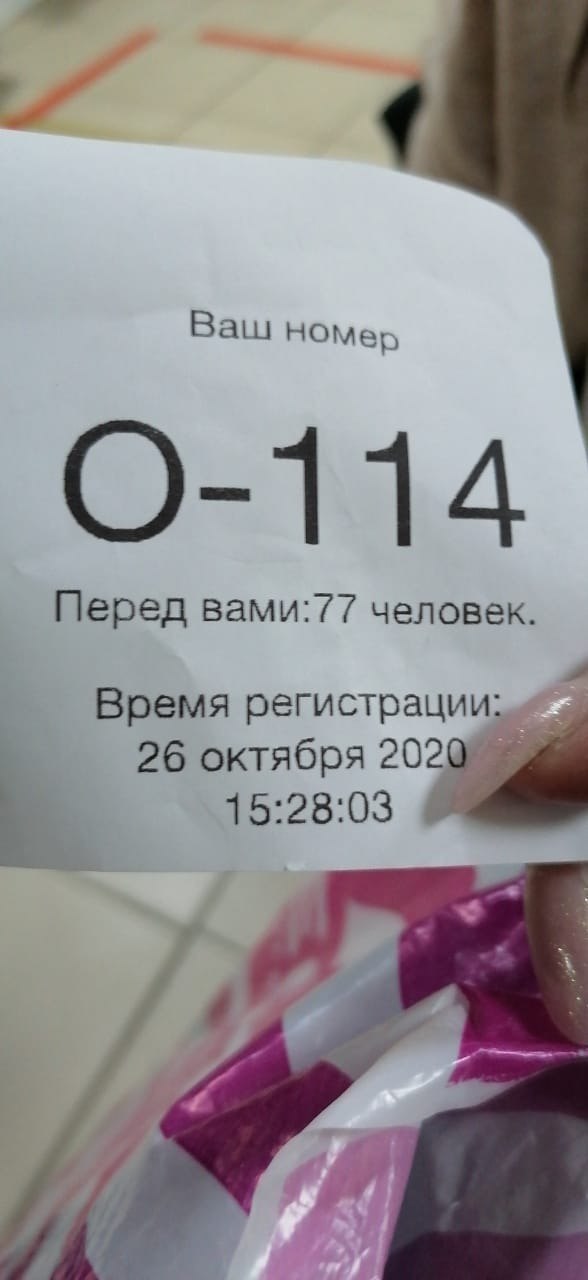 Ваш номер
О-114
Перед вами:77 человек.
Время регистрации:
26 октября 2020
15:28:03